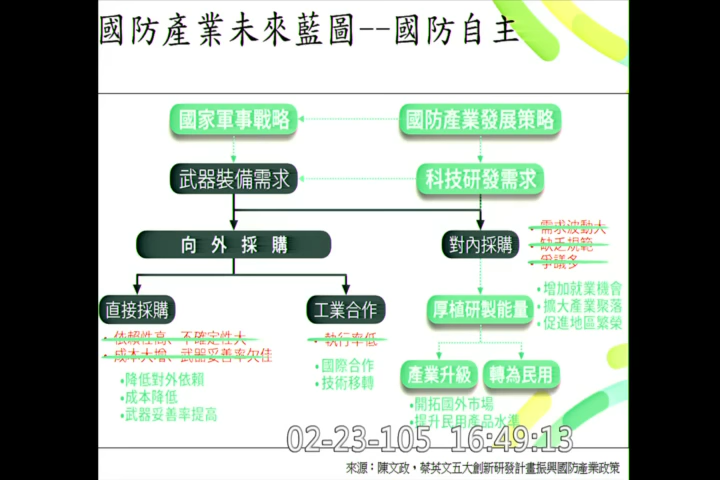 國防產業未來藍圖--國防自主
國家軍事戰略
國防產業發展策略
武器裝備需求
科技研發需求
向 外 採 購
對內採購
• 需求波動大
• 缺乏規範
• 爭議多
直接採購
工業合作
厚植研製能量
•增加就業機會
•擴大產業聚落
•促進地區繁榮
• 依賴性高、不確定性大
• 成本大增、武器妥善率欠佳
• 執行率低
•降低對外依賴
•成本降低
•武器妥善率提高
•國際合作
•技術移轉
產業升級
轉為民用
•開拓國外市場
•提升民用產品水準
02-23-105 16:49:13
來源：陳文政，蔡英文五大創新研發計畫振興國防產業政策